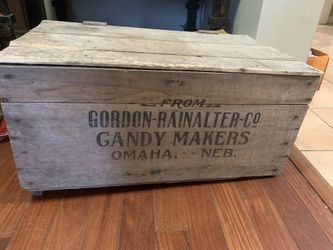 FROM
GORDON-RAINALTER-CO
CANDY MAKERS
OMAHA, -- NEB.